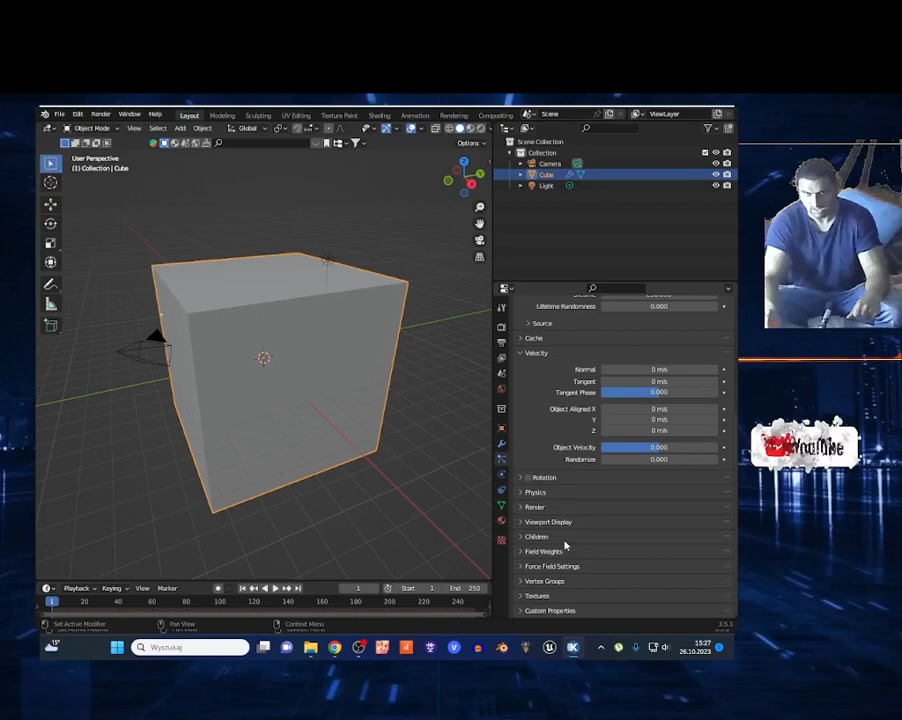 File Edit Render Window Help Layout Modeling Sculpting UV Editing Texture Paint Shading Animation Rendering Compositing Scene ViewLayer
Object Mode View Select Add Object Global
Options
User Perspective
(1) Collection | Cube
Z
Y
X
Scene Collection
Collection
Camera
Cube
Light
Lifetime Randomness 0.000
Source
Cache
Velocity
Normal 0 m/s
Tangent 0 m/s
Tangent Phase 0.000
Object Aligned X 0 m/s
Y 0 m/s
Z 0 m/s
Object Velocity 0.000
Randomize 0.000
Rotation
Physics
Render
Viewport Display
Children
Field Weights
Force Field Settings
Vertex Groups
Textures
Custom Properties
Playback Keying View Marker 1 Start 1 End 250
1 20 40 60 80 100 120 140 160 180 200 220 240
Set Active Modifier Pan View Context Menu 3.5.1
15°
Wyszukaj
15:27
26.10.2023
YouTube